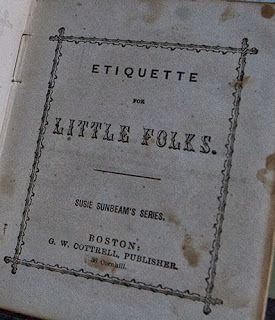 ETIQUETTE
FOR
LITTLE FOLKS.
SUSIE SUNBEAM'S SERIES.
BOSTON:
G. W. COTTRELL, PUBLISHER,
36 Cornhill.